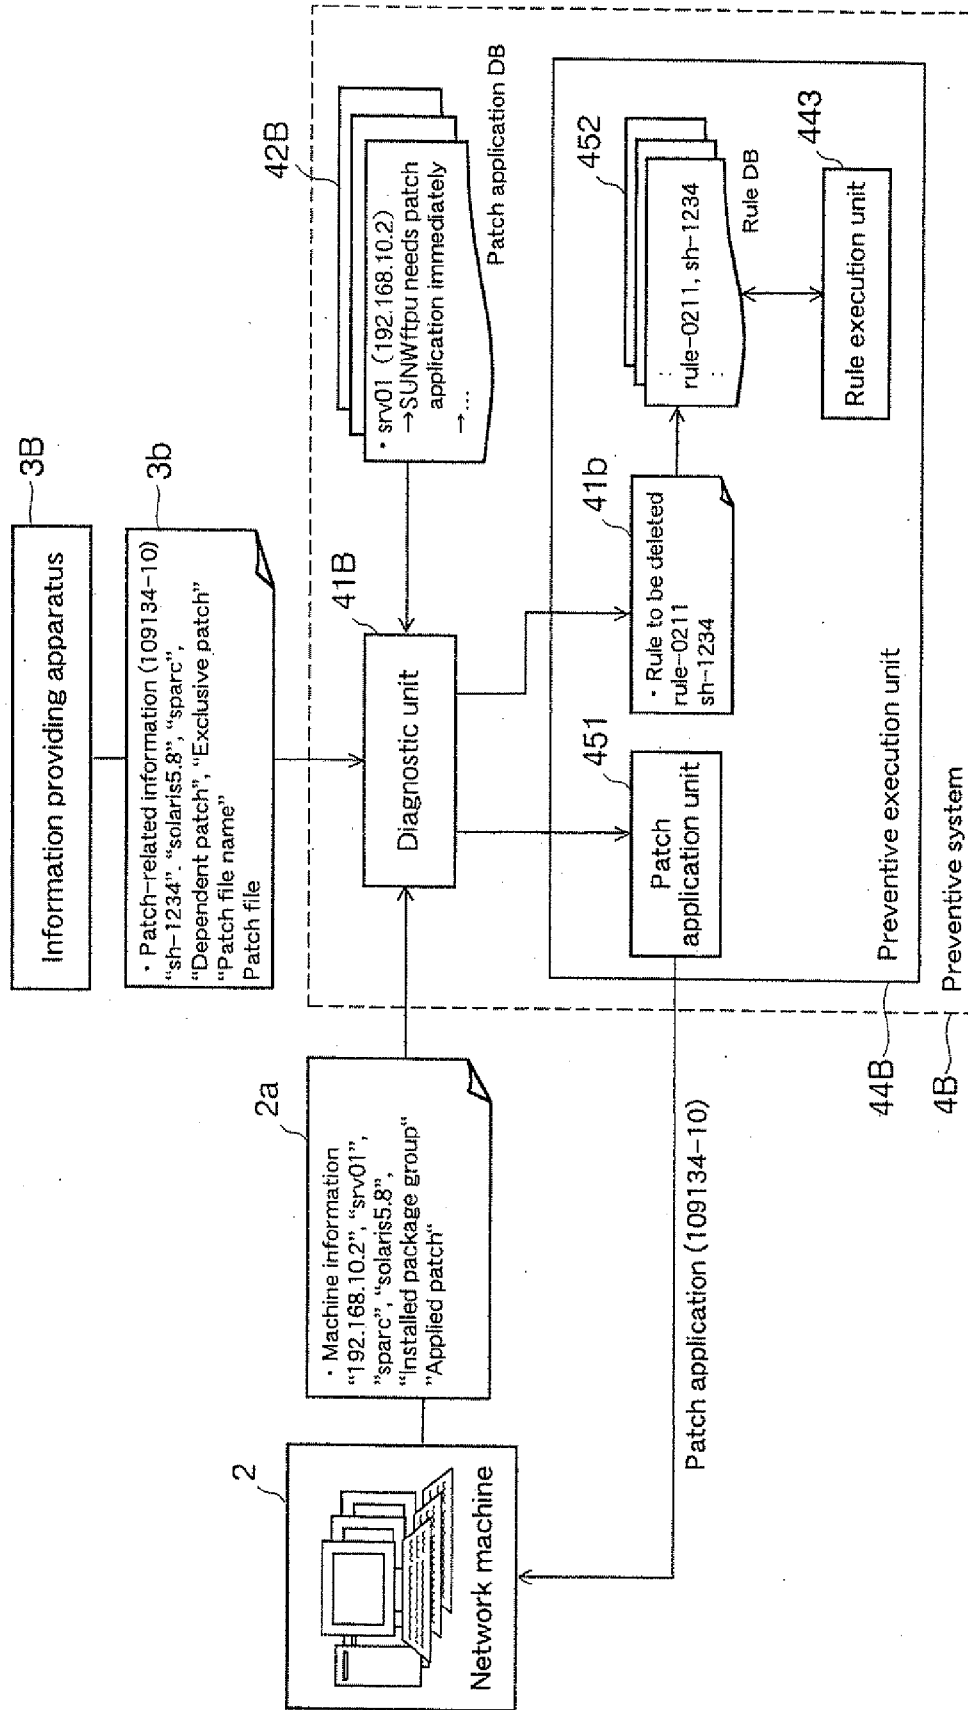 3B
Information providing apparatus
3b
・Patch-related information (109134-10)
“sh-1234”. “solaris5.8”, “sparc”,
“Dependent patch”, “Exclusive patch”
“Patch file name”
Patch file
2
Network machine
2a
・Machine information
“192.168.10.2”, “srv01”,
”sparc”, “solaris5.8”,
“Installed package group“
”Applied patch“
41B
Diagnostic unit
42B
・srv01 (192.168.10.2)
→SUNWftpu needs patch
application immediately
→...
Patch application DB
451
Patch
application unit
41b
・Rule to be deleted
rule-0211
sh-1234
452
rule-0211, sh-1234
Rule DB
443
Rule execution unit
Patch application (109134-10)
44B
Preventive execution unit
4B
Preventive system